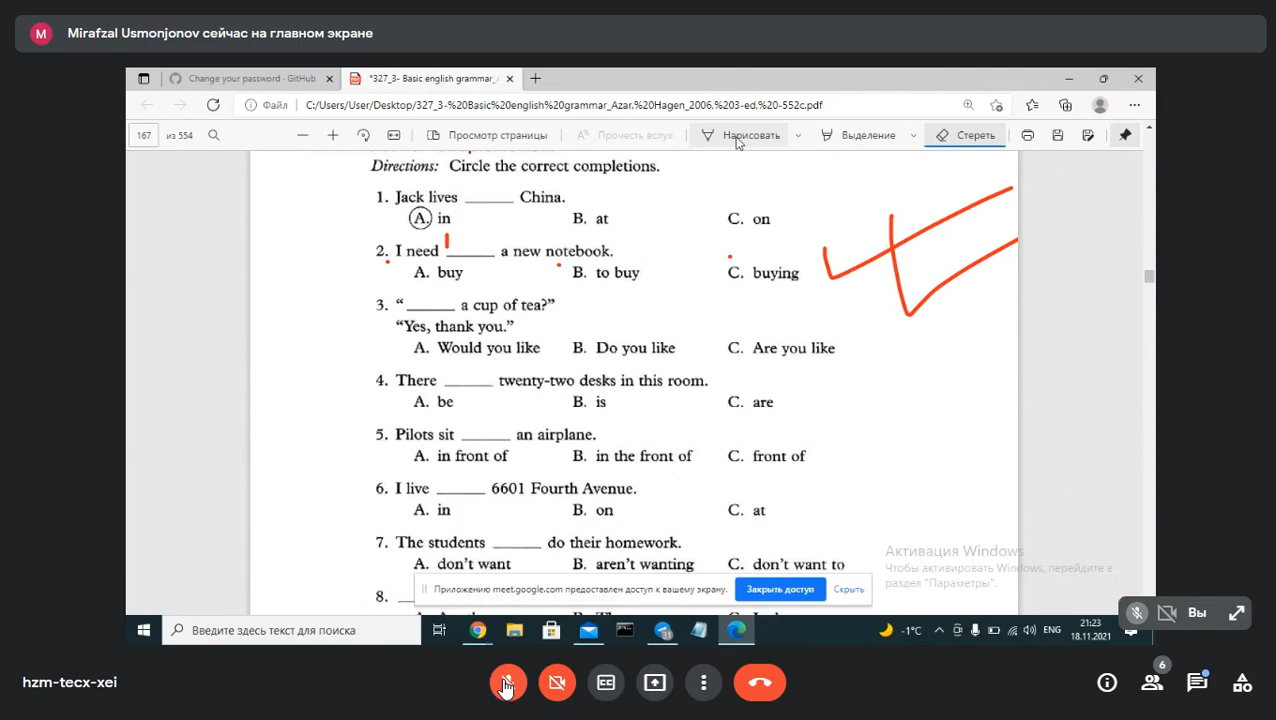 M Mirafzal Usmonjonov сейчас на главном экране
Change your password · GitHub
*327_3- Basic english grammar_
Файл C:/Users/User/Desktop/327_3-%20Basic%20english%20grammar_Azar,%20Hagen_2006.%203-ed,%20-552c.pdf
167 из 554 Просмотр страницы Прочесть вслух Нарисовать Выделение Стереть
Directions: Circle the correct completions.
1. Jack lives ______ China.
A. in B. at C. on
2. I need ______ a new notebook.
A. buy B. to buy C. buying
3. “ ______ a cup of tea?”
“Yes, thank you.”
A. Would you like B. Do you like C. Are you like
4. There ______ twenty-two desks in this room.
A. be B. is C. are
5. Pilots sit ______ an airplane.
A. in front of B. in the front of C. front of
6. I live ______ 6601 Fourth Avenue.
A. in B. on C. at
7. The students ______ do their homework.
A. don’t want B. aren’t wanting C. don’t want to
8.
Активация Windows
Чтобы активировать Windows, перейдите в
раздел "Параметры".
Приложению meet.google.com предоставлен доступ к вашему экрану. Закрыть доступ Скрыть
Вы
Введите здесь текст для поиска
31
-1°C ENG
21:23
18.11.2021
hzm-tecx-xei
6